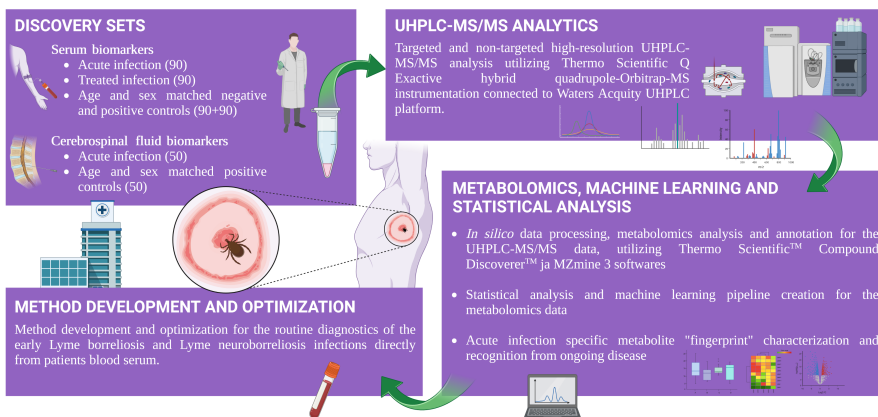 DISCOVERY SETS
Serum biomarkers
• Acute infection (90)
• Treated infection (90)
• Age and sex matched negative
and positive controls (90+90)
Cerebrospinal fluid biomarkers
• Acute infection (50)
• Age and sex matched positive
controls (50)
UHPLC-MS/MS ANALYTICS
Targeted and non-targeted high-resolution UHPLC-
MS/MS analysis utilizing Thermo Scientific Q
Exactive hybrid quadrupole-Orbitrap-MS
instrumentation connected to Waters Acquity UHPLC
platform.
METABOLOMICS, MACHINE LEARNING AND
STATISTICAL ANALYSIS
• In silico data processing, metabolomics analysis and annotation for the
UHPLC-MS/MS data, utilizing Thermo Scientific™ Compound
Discoverer™ ja MZmine 3 softwares
• Statistical analysis and machine learning pipeline creation for the
metabolomics data
• Acute infection specific metabolite "fingerprint" characterization and
recognition from ongoing disease
METHOD DEVELOPMENT AND OPTIMIZATION
Method development and optimization for the routine diagnostics of the
early Lyme borreliosis and Lyme neuroborreliosis infections directly
from patients blood serum.